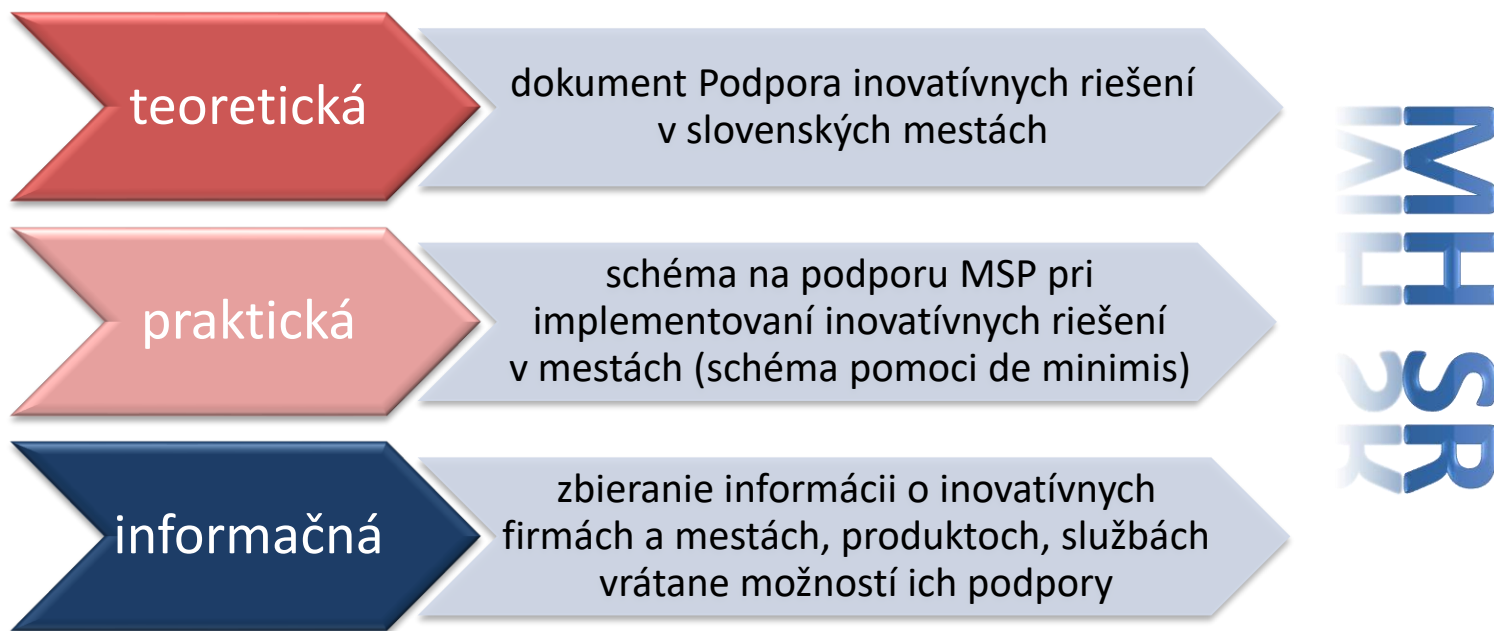 teoretická
dokument Podpora inovatívnych riešení
v slovenských mestách
praktická
schéma na podporu MSP pri
implementovaní inovatívnych riešení
v mestách (schéma pomoci de minimis)
informačná
zbieranie informácii o inovatívnych
firmách a mestách, produktoch, službách
vrátane možností ich podpory
MH SR